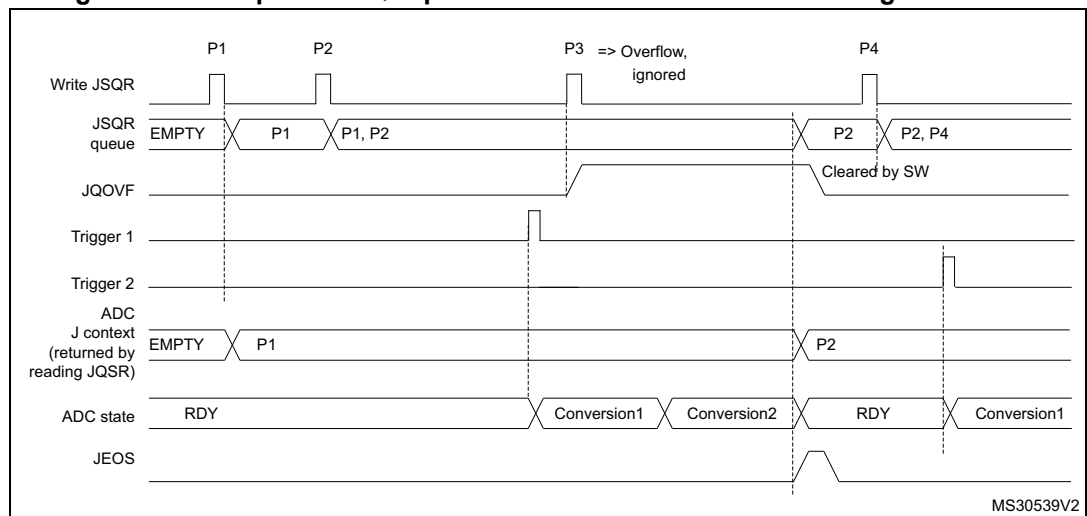 P1 P2 P3 => Overflow, P4
ignored
Write JSQR
JSQR
queue
EMPTY P1 P1, P2 P2 P2, P4
Cleared by SW
JQOVF
Trigger 1
Trigger 2
ADC
J context
(returned by
reading JQSR)
EMPTY P1 P2
ADC state RDY Conversion1 Conversion2 RDY Conversion1
JEOS
MS30539V2